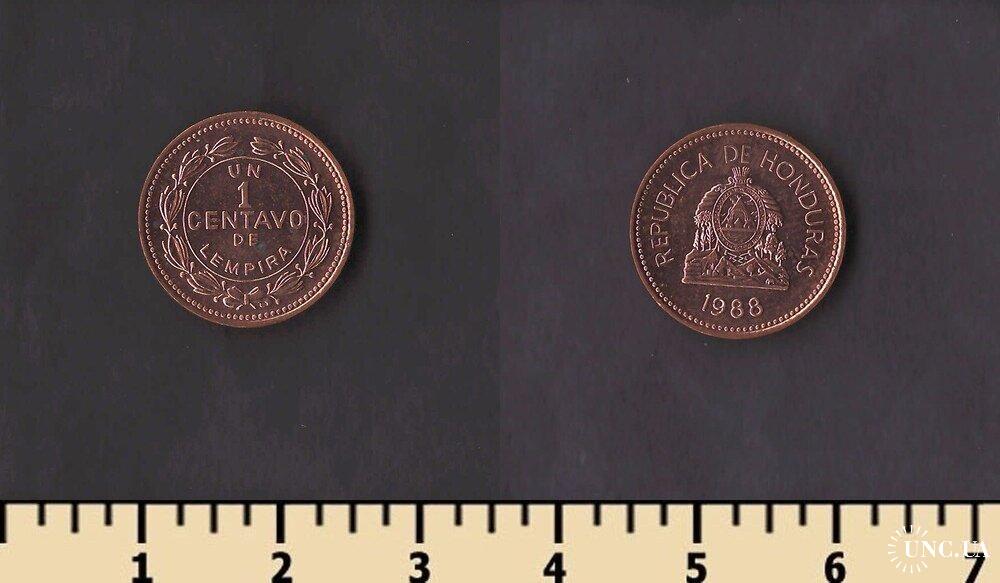 UN
1
CENTAVO
DE
LEMPIRA
REPUBLICA DE HONDURAS
1988
1 2 3 4 5 6 7
UNC.UA